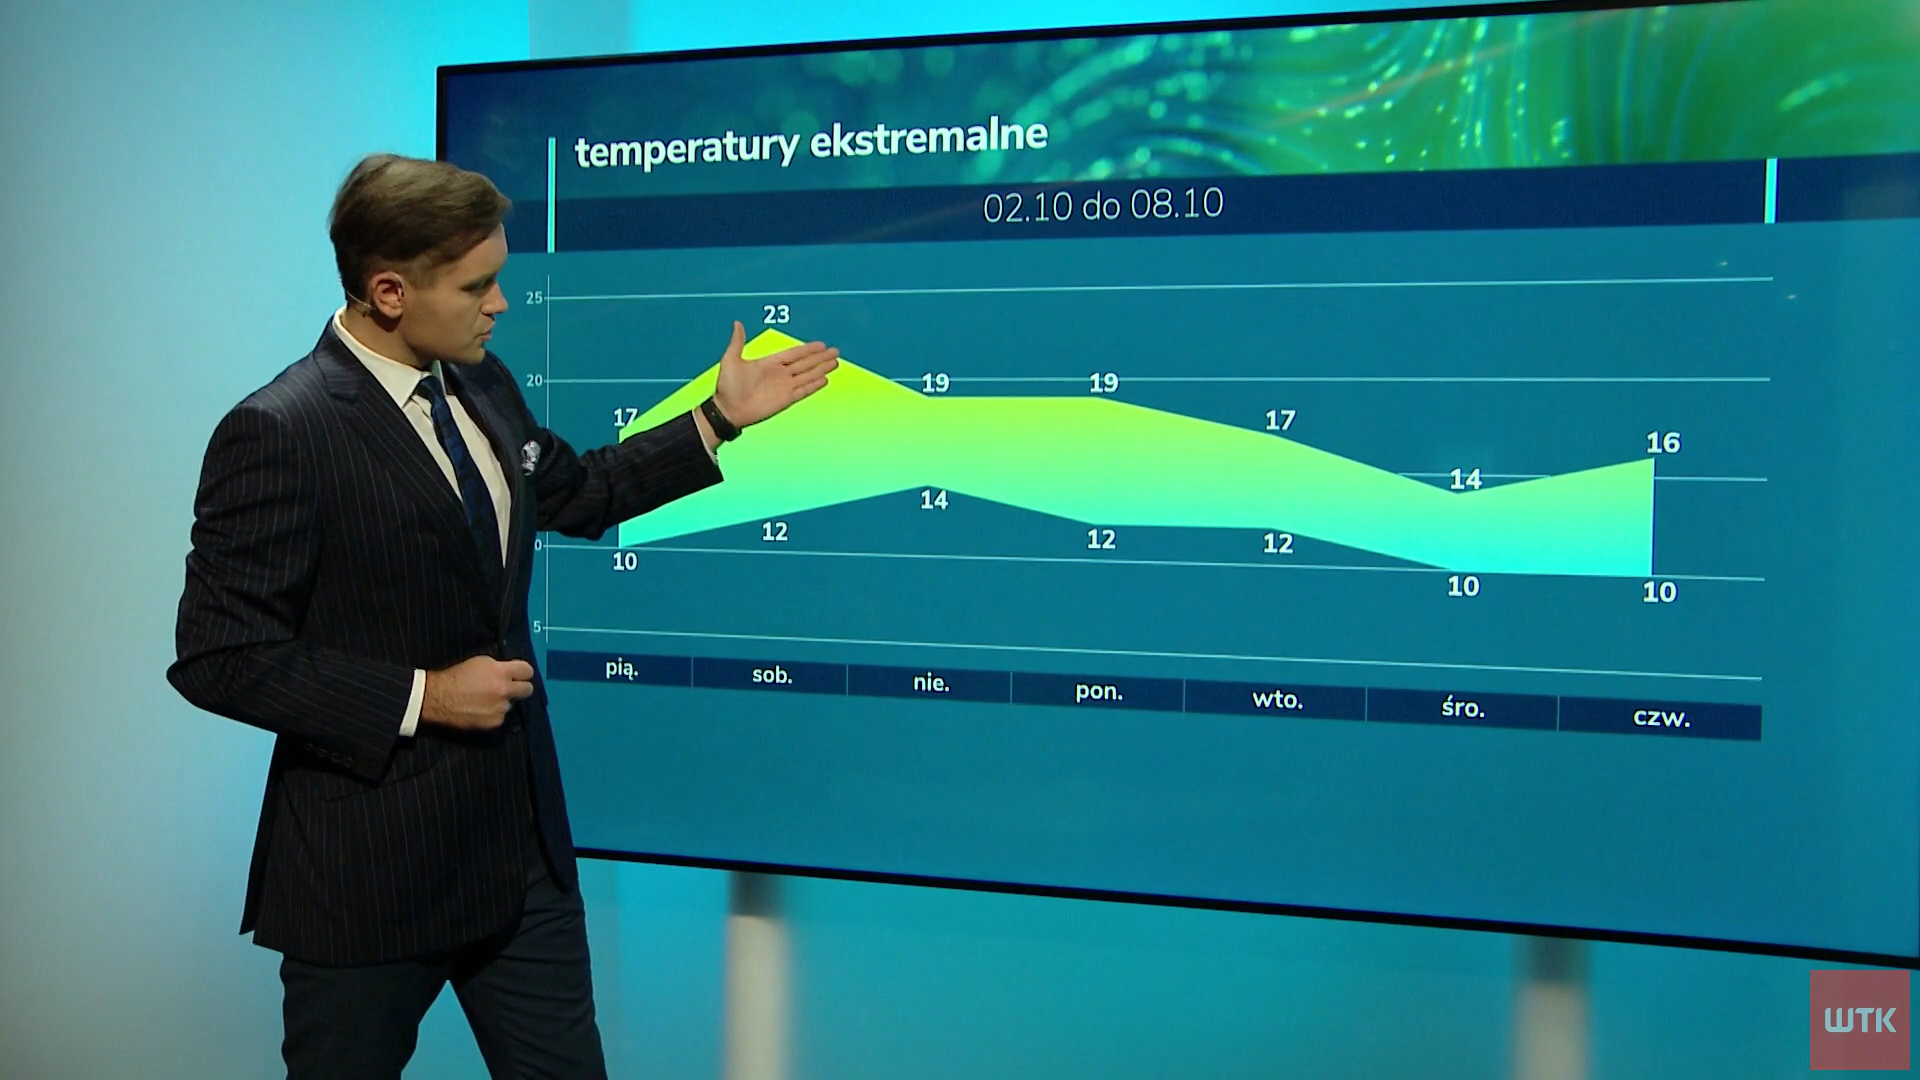 temperatury ekstremalne
02.10 do 08.10
25
23
20
19
19
17
17
16
14
14
12
12
12
0
10
10
10
5
pią.
sob.
nie.
pon.
wto.
śro.
czw.
WTK